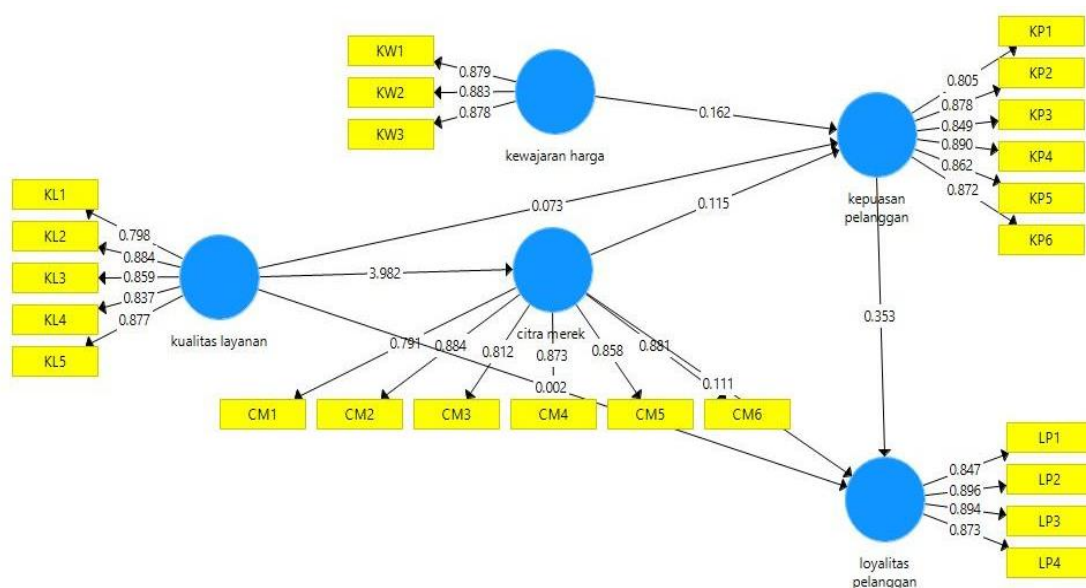 KW1
KW2
KW3
0.879
0.883
0.878
kewajaran harga
0.162
KP1
KP2
KP3
KP4
KP5
KP6
0.805
0.878
0.849
0.890
0.862
0.872
kepuasan
pelanggan
KL1
KL2
KL3
KL4
KL5
0.798
0.884
0.859
0.837
0.877
kualitas layanan
0.073
0.115
3.982
citra merek
0.353
0.791
0.884
0.812
0.873
0.858
0.881
0.002
0.111
CM1
CM2
CM3
CM4
CM5
CM6
LP1
LP2
LP3
LP4
0.847
0.896
0.894
0.873
loyalitas
pelanggan